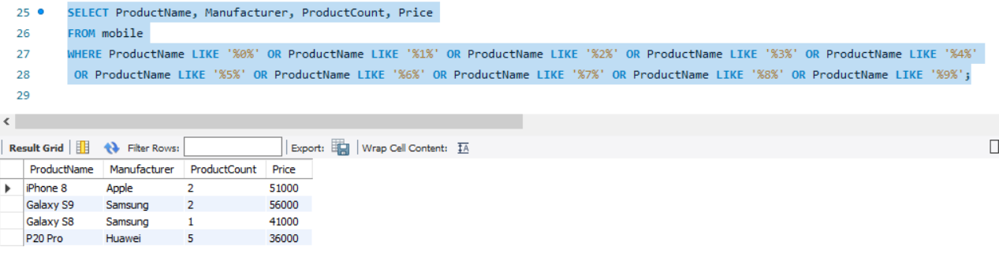 25 SELECT ProductName, Manufacturer, ProductCount, Price
26 FROM mobile
27 WHERE ProductName LIKE '%0%' OR ProductName LIKE '%1%' OR ProductName LIKE '%2%' OR ProductName LIKE '%3%' OR ProductName LIKE '%4%'
28 OR ProductName LIKE '%5%' OR ProductName LIKE '%6%' OR ProductName LIKE '%7%' OR ProductName LIKE '%8%' OR ProductName LIKE '%9%';
29
Result Grid Filter Rows: Export: Wrap Cell Content: IA
ProductName Manufacturer ProductCount Price
iPhone 8 Apple 2 51000
Galaxy S9 Samsung 2 56000
Galaxy S8 Samsung 1 41000
P20 Pro Huawei 5 36000